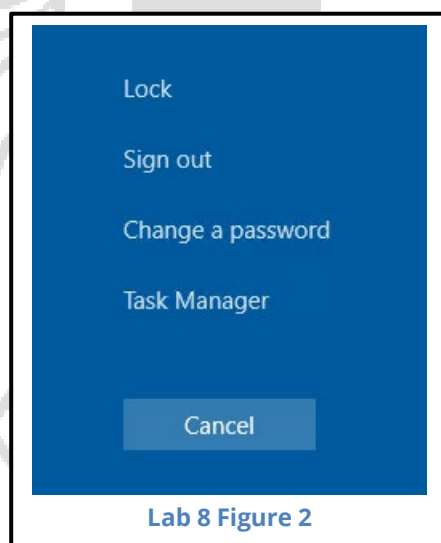 Lock
Sign out
Change a password
Task Manager
Cancel
Lab 8 Figure 2